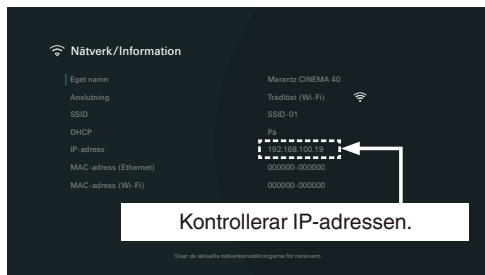 Nätverk/Information
Eget namn Marantz CINEMA 40
Anslutning Trådlöst (Wi-Fi)
SSID SSID-01
DHCP På
IP-adress 192.168.100.19
MAC-adress (Ethernet) 000000-000000
MAC-adress (Wi-Fi) 000000-000000
Kontrollerar IP-adressen.
Visar de aktuella nätverksinställningarna för receivern.